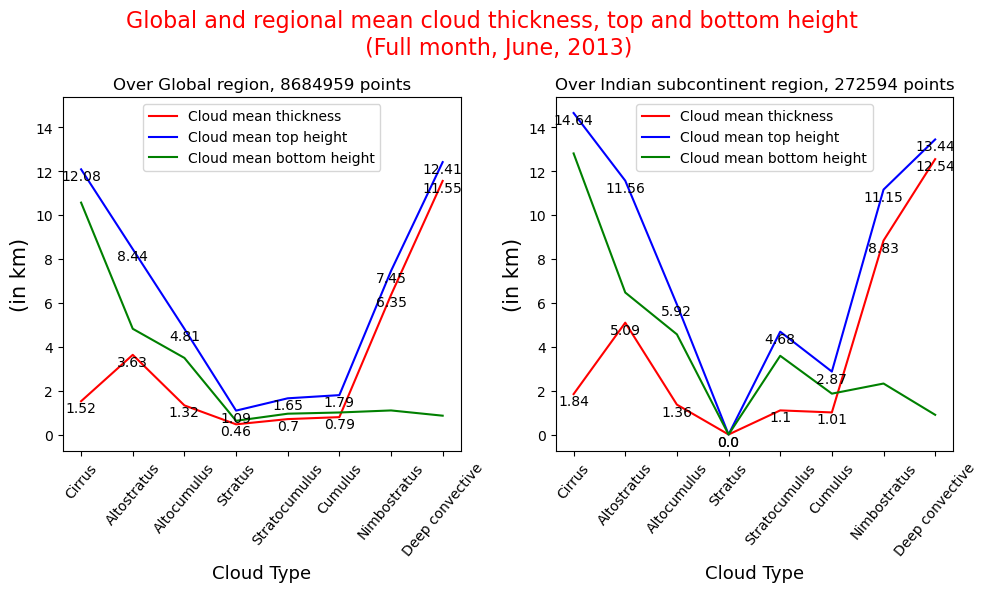 Global and regional mean cloud thickness, top and bottom height
(Full month, June, 2013)
Over Global region, 8684959 points
Cloud mean thickness
Cloud mean top height
Cloud mean bottom height
(in km)
14
12
10
8
6
4
2
0
12.08
8.44
4.81
1.09
1.65
1.79
7.45
12.41
1.52
3.63
1.32
0.46
0.7
0.79
6.35
11.55
Cirrus
Altostratus
Altocumulus
Stratus
Stratocumulus
Cumulus
Nimbostratus
Deep convective
Cloud Type
Over Indian subcontinent region, 272594 points
Cloud mean thickness
Cloud mean top height
Cloud mean bottom height
(in km)
14
12
10
8
6
4
2
0
14.64
11.56
5.92
0.0
4.68
2.87
11.15
13.44
1.84
5.09
1.36
0.0
1.1
1.01
8.83
12.54
Cirrus
Altostratus
Altocumulus
Stratus
Stratocumulus
Cumulus
Nimbostratus
Deep convective
Cloud Type